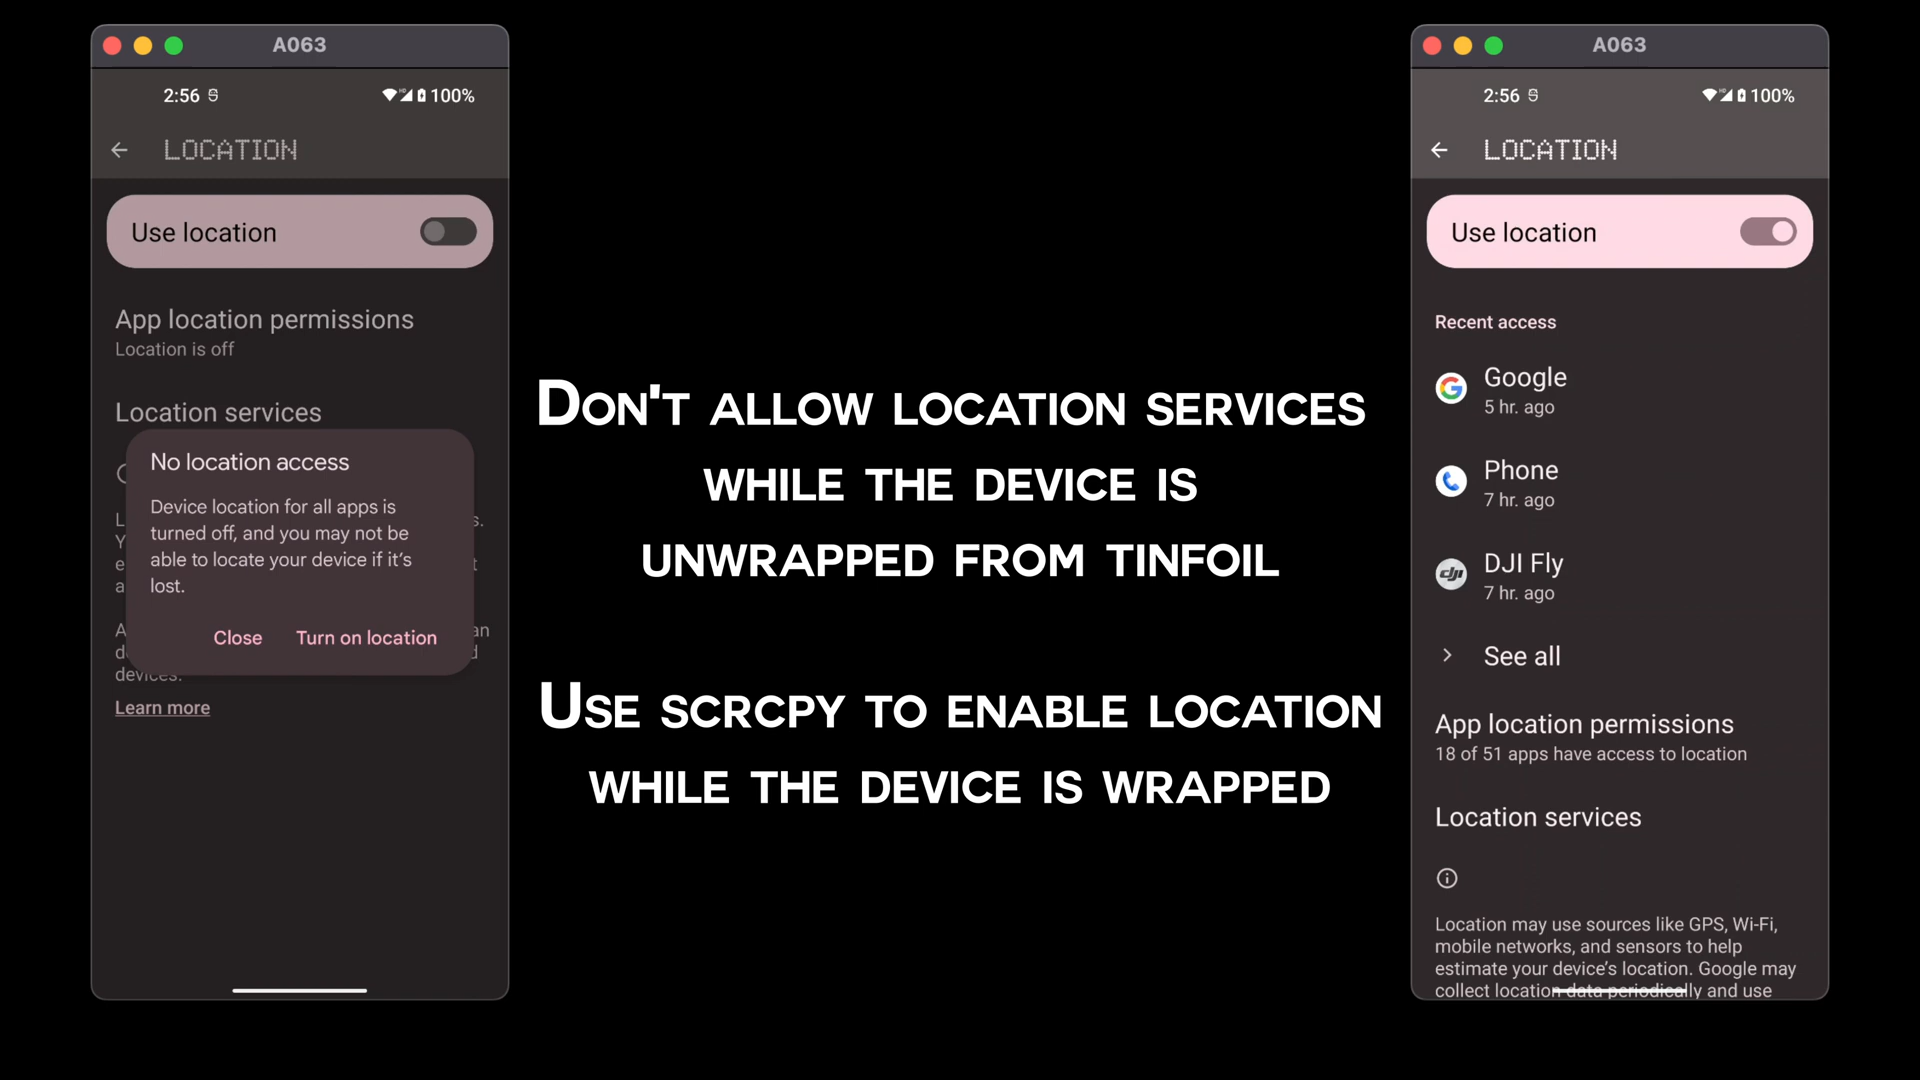 A063
2:56
100%
LOCATION
Use location
App location permissions
Location is off
Location services
No location access
Device location for all apps is
turned off, and you may not be
able to locate your device if it's
lost.
Close Turn on location
devices.
Learn more
Don't allow location services
while the device is
unwrapped from tinfoil
Use scrcpy to enable location
while the device is wrapped
A063
2:56
100%
LOCATION
Use location
Recent access
Google
5 hr. ago
Phone
7 hr. ago
DJI Fly
7 hr. ago
See all
App location permissions
18 of 51 apps have access to location
Location services
Location may use sources like GPS, Wi-Fi,
mobile networks, and sensors to help
estimate your device's location. Google may
collect location data periodically and use